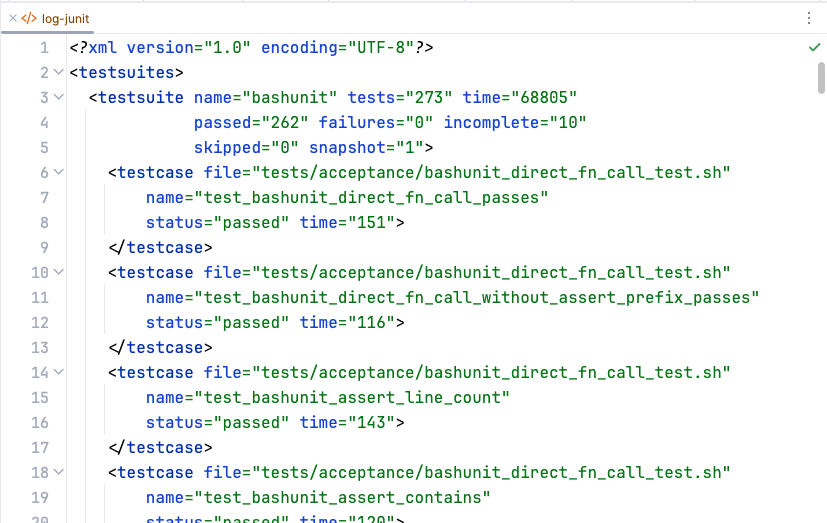 log-junit
1 <?xml version="1.0" encoding="UTF-8"?>
2 <testsuites>
3 <testsuite name="bashunit" tests="273" time="68805"
4 passed="262" failures="0" incomplete="10"
5 skipped="0" snapshot="1">
6 <testcase file="tests/acceptance/bashunit_direct_fn_call_test.sh"
7 name="test_bashunit_direct_fn_call_passes"
8 status="passed" time="151">
9 </testcase>
10 <testcase file="tests/acceptance/bashunit_direct_fn_call_test.sh"
11 name="test_bashunit_direct_fn_call_without_assert_prefix_passes"
12 status="passed" time="116">
13 </testcase>
14 <testcase file="tests/acceptance/bashunit_direct_fn_call_test.sh"
15 name="test_bashunit_assert_line_count"
16 status="passed" time="143">
17 </testcase>
18 <testcase file="tests/acceptance/bashunit_direct_fn_call_test.sh"
19 name="test_bashunit_assert_contains"
20 status="passed" time="120">